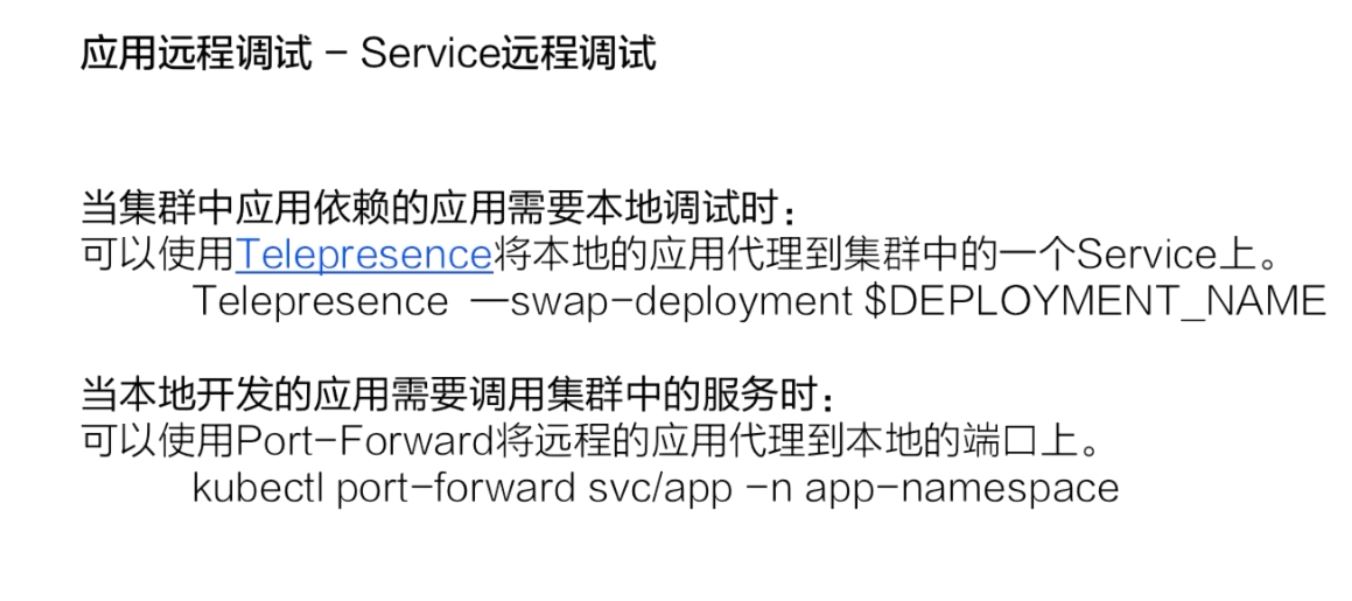 应用远程调试 – Service远程调试
当集群中应用依赖的应用需要本地调试时：
可以使用Telepresence将本地的应用代理到集群中的一个Service上。
Telepresence —swap-deployment $DEPLOYMENT_NAME
当本地开发的应用需要调用集群中的服务时：
可以使用Port-Forward将远程的应用代理到本地的端口上。
kubectl port-forward svc/app -n app-namespace